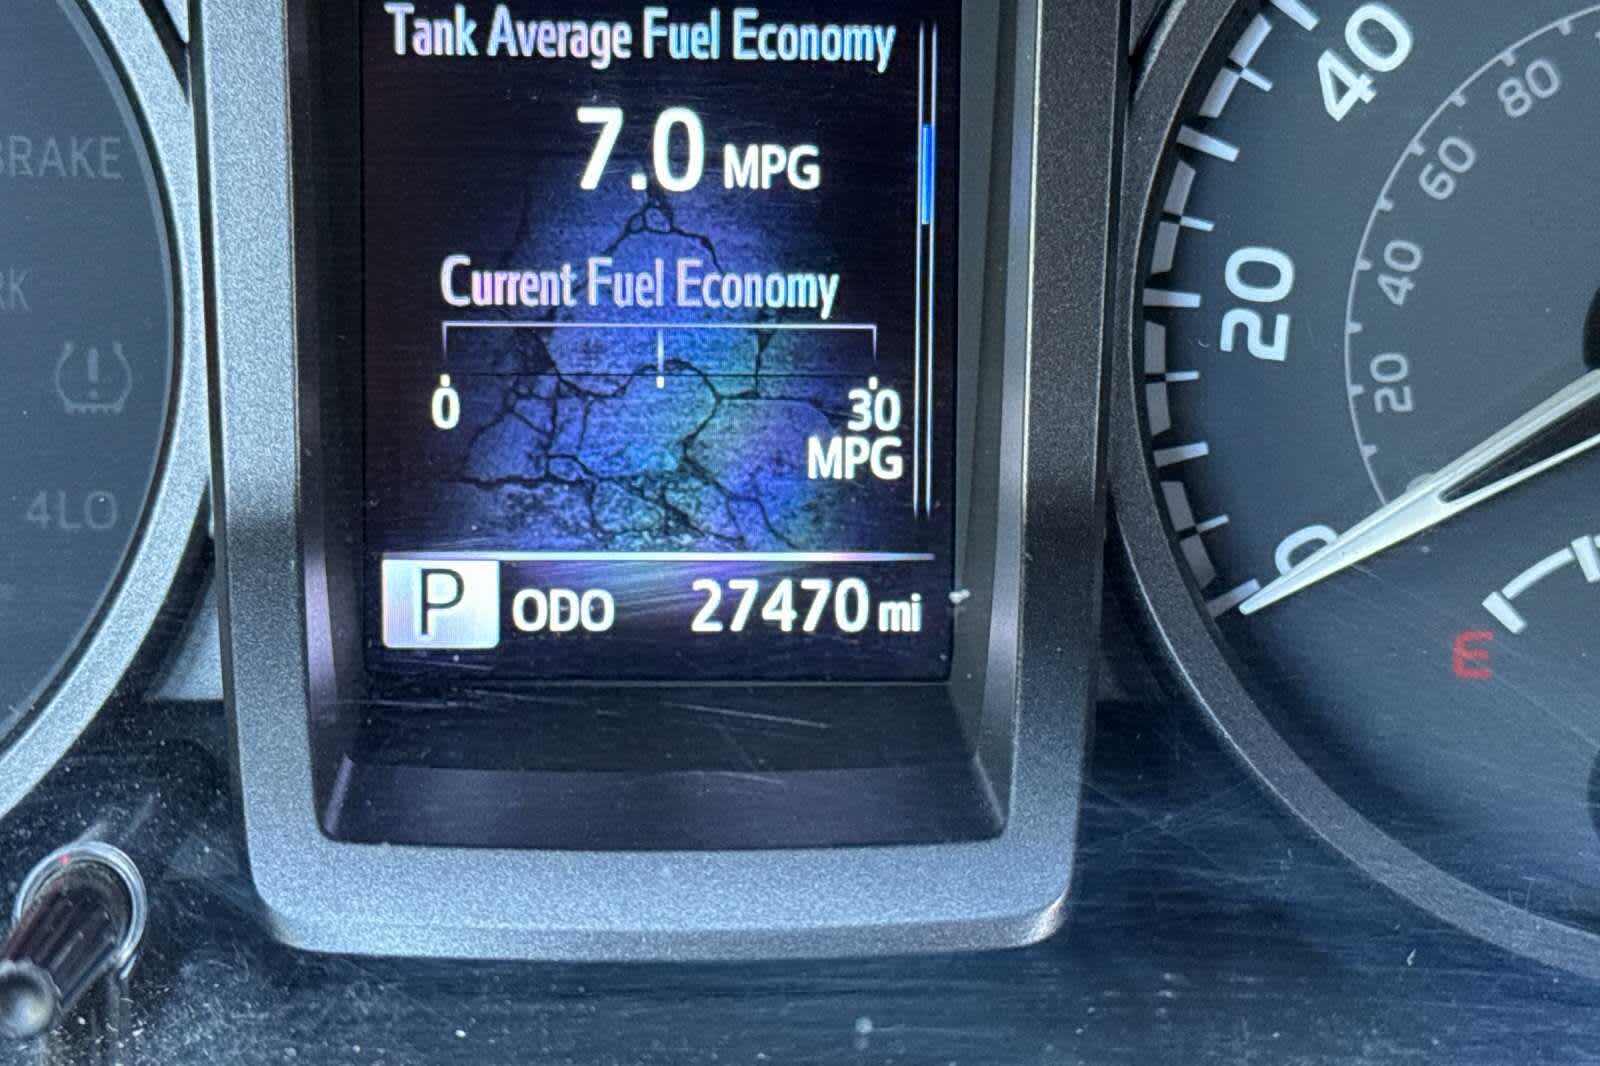 Tank Average Fuel Economy
7.0 MPG
Current Fuel Economy
0
30
MPG
P ODO 27470 mi
BRAKE
4LO
40
20
0
80
60
40
20
E